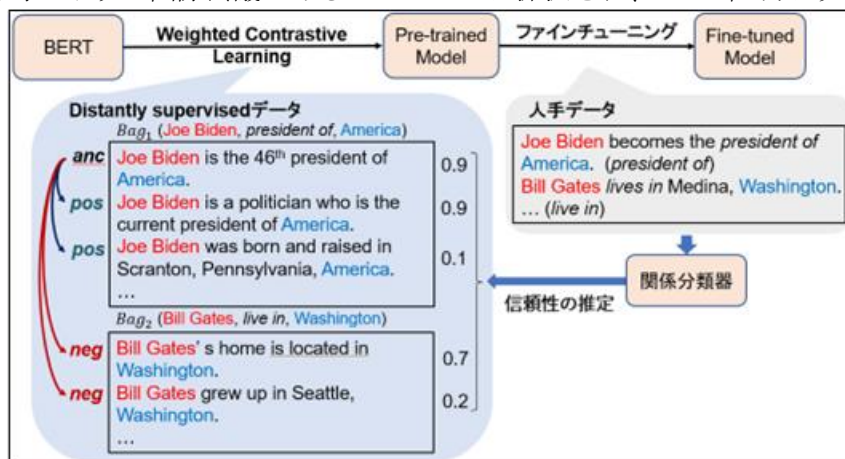 BERT
Weighted Contrastive
Learning
Pre-trained
Model
ファインチューニング
Fine-tuned
Model
Distantly supervisedデータ
Bag₁ (Joe Biden, president of, America)
anc Joe Biden is the 46th president of 0.9
America.
pos Joe Biden is a politician who is the 0.9
current president of America.
pos Joe Biden was born and raised in 0.1
Scranton, Pennsylvania, America.
…
Bag₂ (Bill Gates, live in, Washington)
neg Bill Gates' s home is located in 0.7
Washington.
neg Bill Gates grew up in Seattle, 0.2
Washington.
…
人手データ
Joe Biden becomes the president of
America. (president of)
Bill Gates lives in Medina, Washington.
… (live in)
関係分類器
信頼性の推定